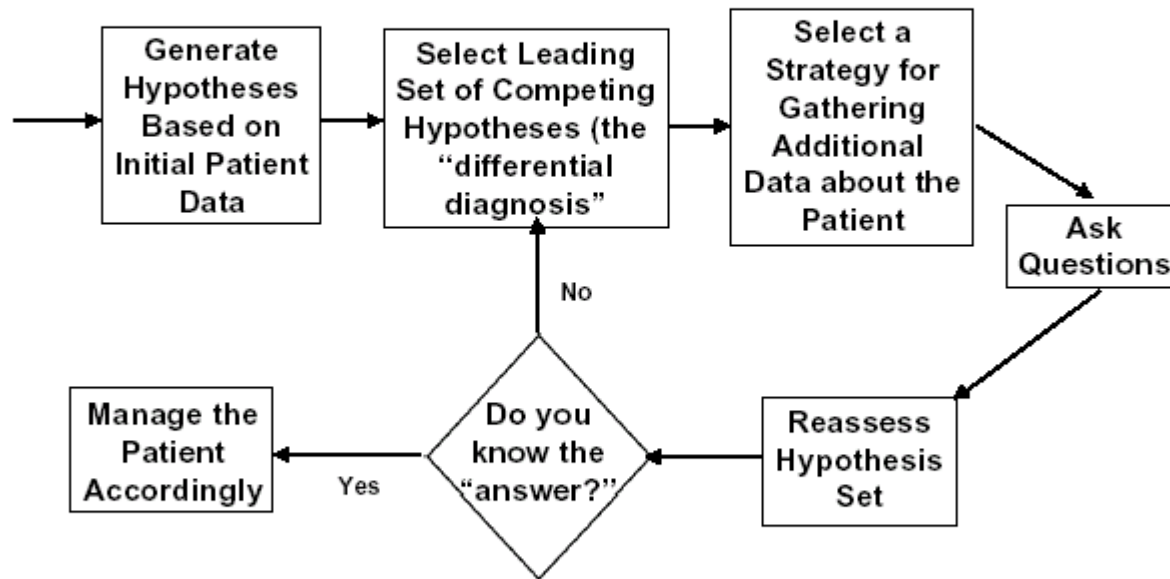 Generate
Hypotheses
Based on
Initial Patient
Data
Select Leading
Set of Competing
Hypotheses (the
“differential
diagnosis”
Select a
Strategy for
Gathering
Additional
Data about the
Patient
Ask
Questions
Reassess
Hypothesis
Set
Do you
know the
“answer?”
No
Yes
Manage the
Patient
Accordingly